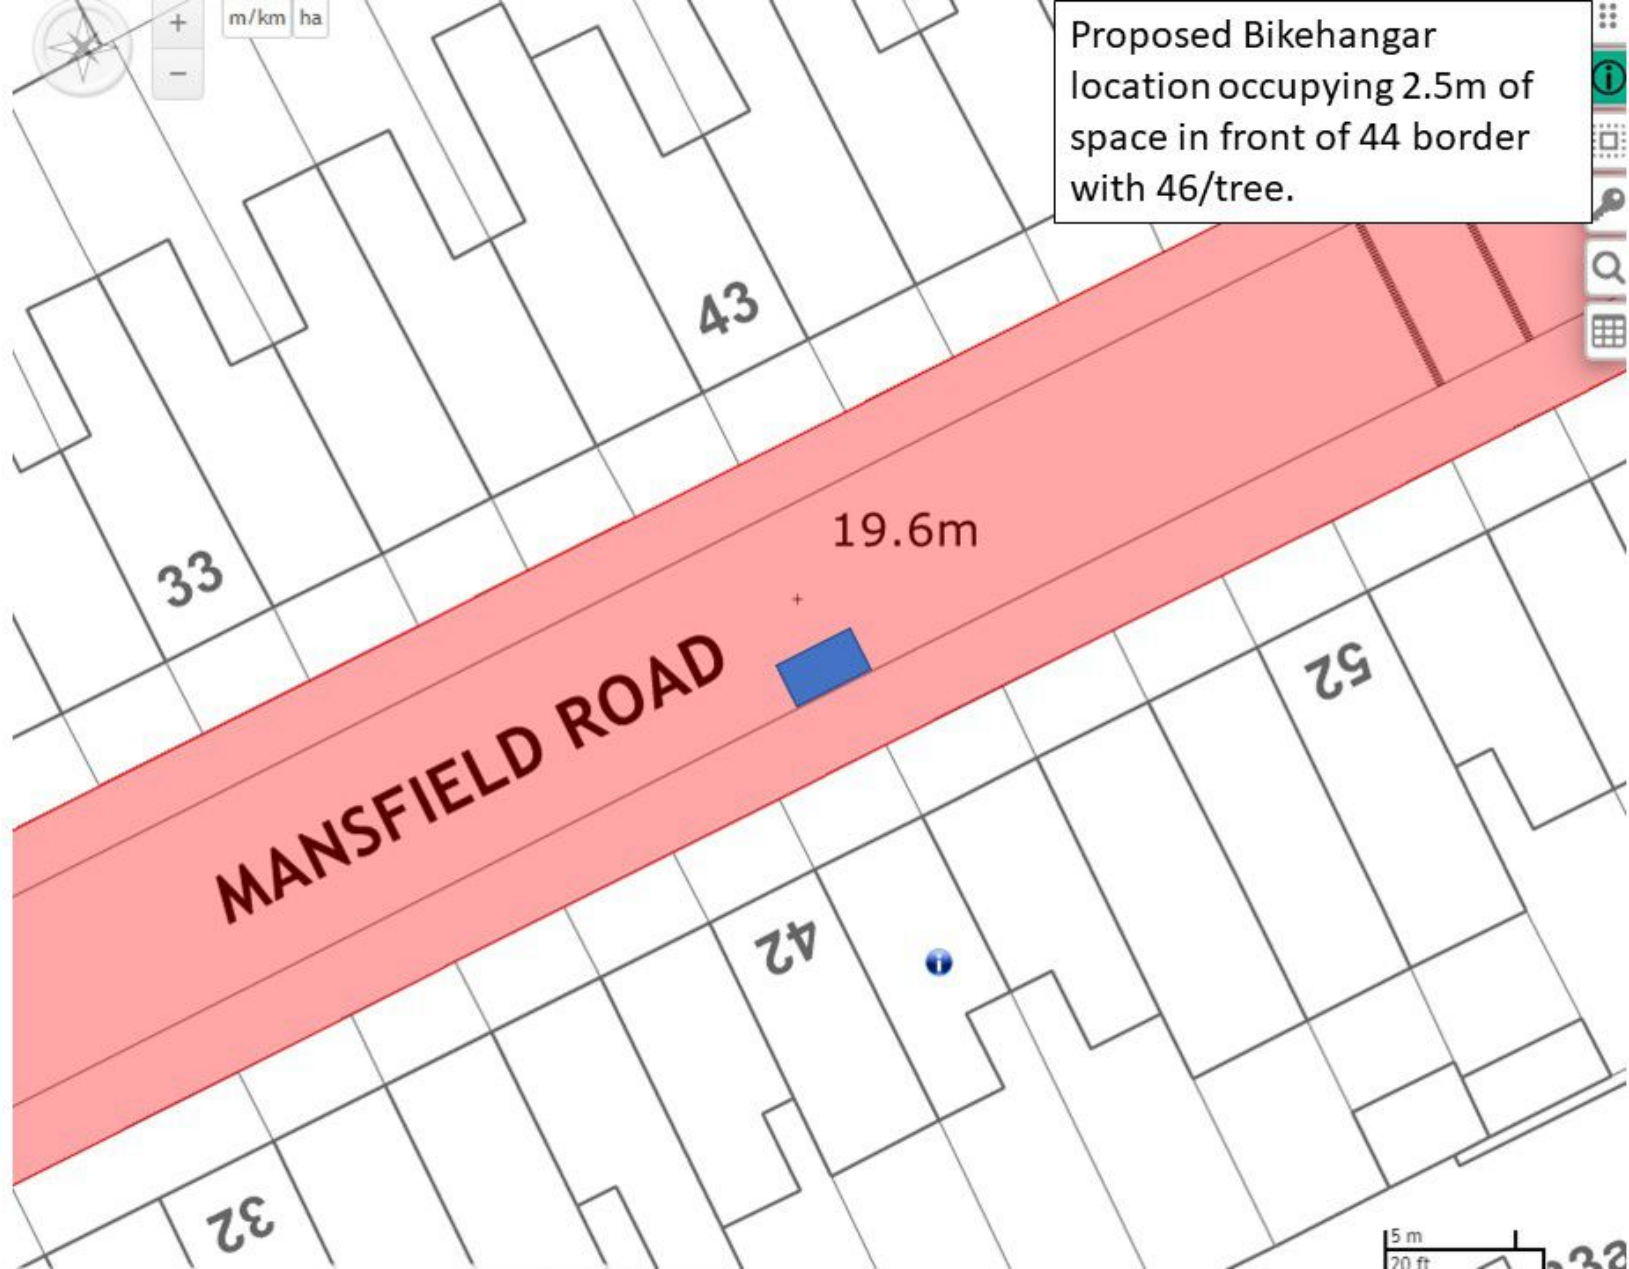 m/km ha
Proposed Bikehangar
location occupying 2.5m of
space in front of 44 border
with 46/tree.
43
33
19.6m
MANSFIELD ROAD
52
42
32
5 m
20 ft